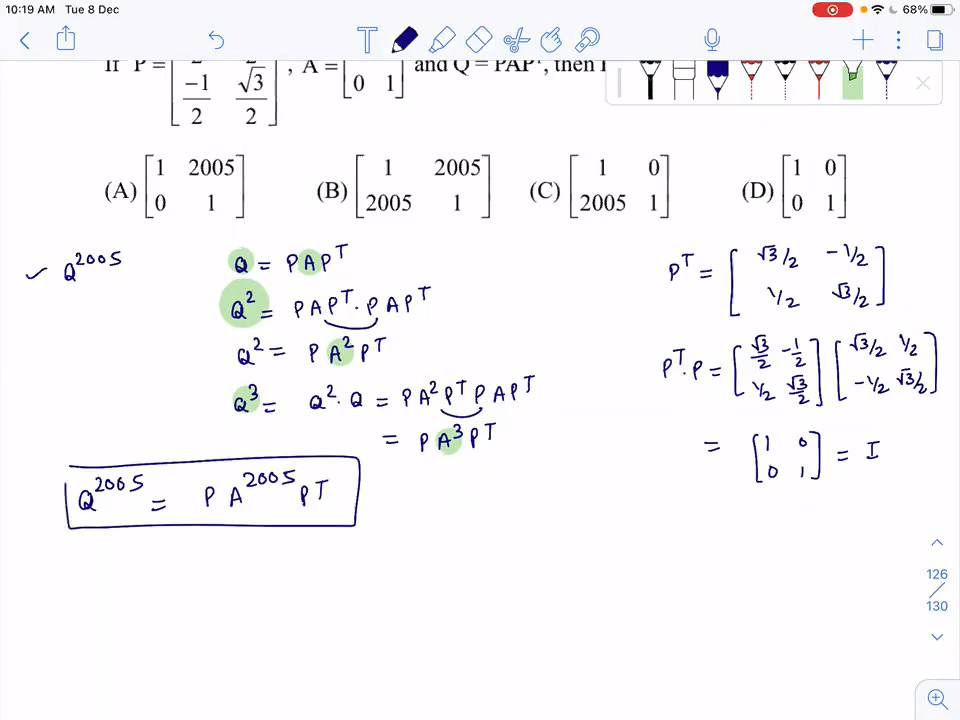 10:19 AM Tue 8 Dec 68%
If P = [ -1/2 √3/2 ] , A = [ 0 1 ] and Q = PAPᵀ, then
(A) [1 2005; 0 1] (B) [1 2005; 2005 1] (C) [1 0; 2005 1] (D) [1 0; 0 1]
✓ Q²⁰⁰⁵
Q = PAPᵀ
Q² = PAPᵀ.PAPᵀ
Q² = PA²Pᵀ
Q³ = Q².Q = PA²PᵀPAPᵀ
= PA³Pᵀ
Q²⁰⁰⁵ = PA²⁰⁰⁵Pᵀ
Pᵀ = [√3/2 -1/2; 1/2 √3/2]
Pᵀ.P = [√3/2 -1/2; 1/2 √3/2] [√3/2 1/2; -1/2 √3/2]
= [1 0; 0 1] = I
126
/
130